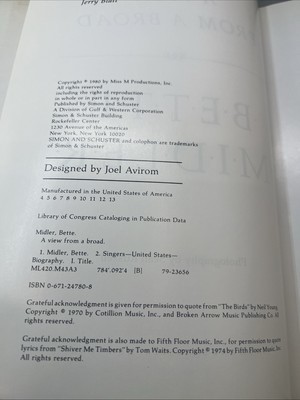 Jerry Blatt
Copyright © 1980 by Miss M Productions, Inc.
All rights reserved
including the right of reproduction
in whole or in part in any form
Published by Simon and Schuster
A Division of Gulf & Western Corporation
Simon & Schuster Building
Rockefeller Center
1230 Avenue of the Americas
New York, New York 10020
SIMON AND SCHUSTER and colophon are trademarks
of Simon & Schuster
Designed by Joel Avirom
Manufactured in the United States of America
4 5 6 7 8 9 10 11 12 13
Library of Congress Cataloging in Publication Data
Midler, Bette.
A view from a broad.
1. Midler, Bette. 2. Singers—United States—
Biography. I. Title.
ML420.M43A3 784'.092'4 [B] 79-23656
ISBN 0-671-24780-8
Grateful acknowledgment is given for permission to quote from "The Birds" by Neil Young.
Copyright © 1970 by Cotillion Music, Inc., and Broken Arrow Music Publishing Co. All
rights reserved.
Grateful acknowledgment is also made to Fifth Floor Music, Inc., for permission to quote
lyrics from "Shiver Me Timbers" by Tom Waits. Copyright © 1974 by Fifth Floor Music, Inc.
All rights reserved.